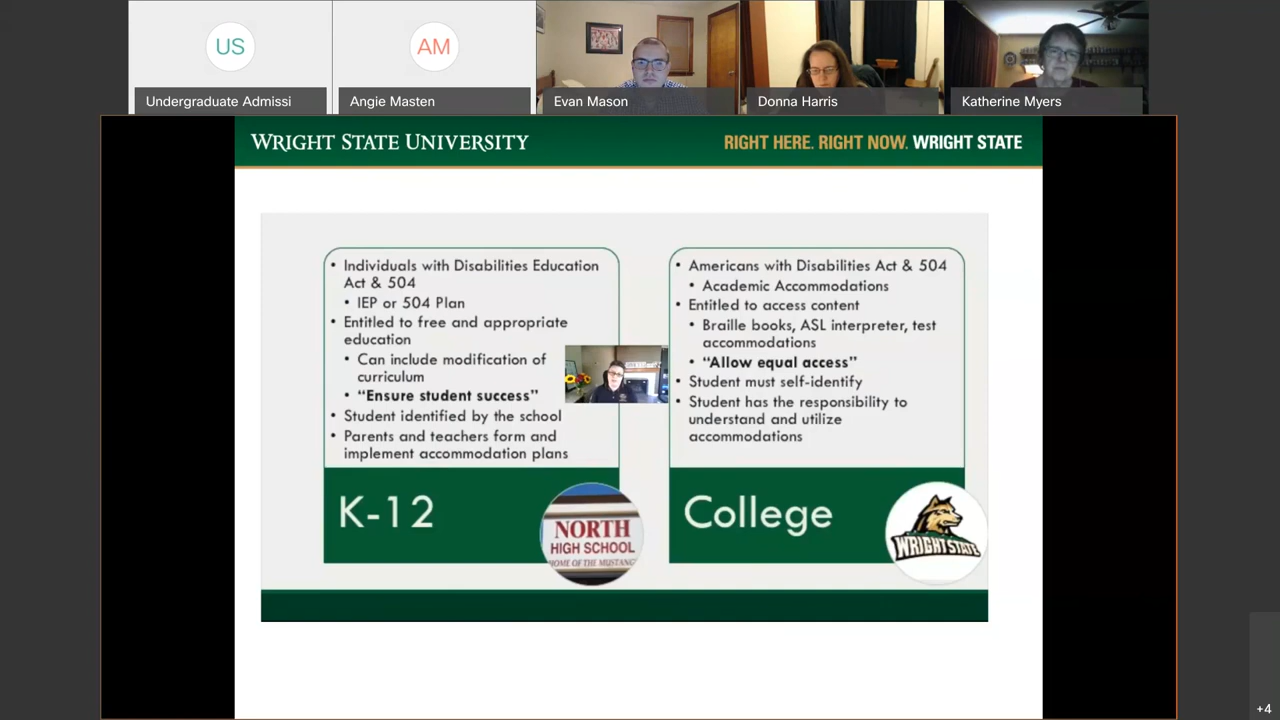 US
AM
Undergraduate Admissi
Angie Masten
Evan Mason
Donna Harris
Katherine Myers
WRIGHT STATE UNIVERSITY
RIGHT HERE. RIGHT NOW. WRIGHT STATE
• Individuals with Disabilities Education
Act & 504
• IEP or 504 Plan
• Entitled to free and appropriate
education
• Can include modification of
curriculum
• “Ensure student success”
• Student identified by the school
• Parents and teachers form and
implement accommodation plans
K-12
NORTH
HIGH SCHOOL
HOME OF THE MUSTANG
• Americans with Disabilities Act & 504
• Academic Accommodations
• Entitled to access content
• Braille books, ASL interpreter, test
accommodations
• “Allow equal access”
• Student must self-identify
• Student has the responsibility to
understand and utilize
accommodations
College
WRIGHT STATE
+4